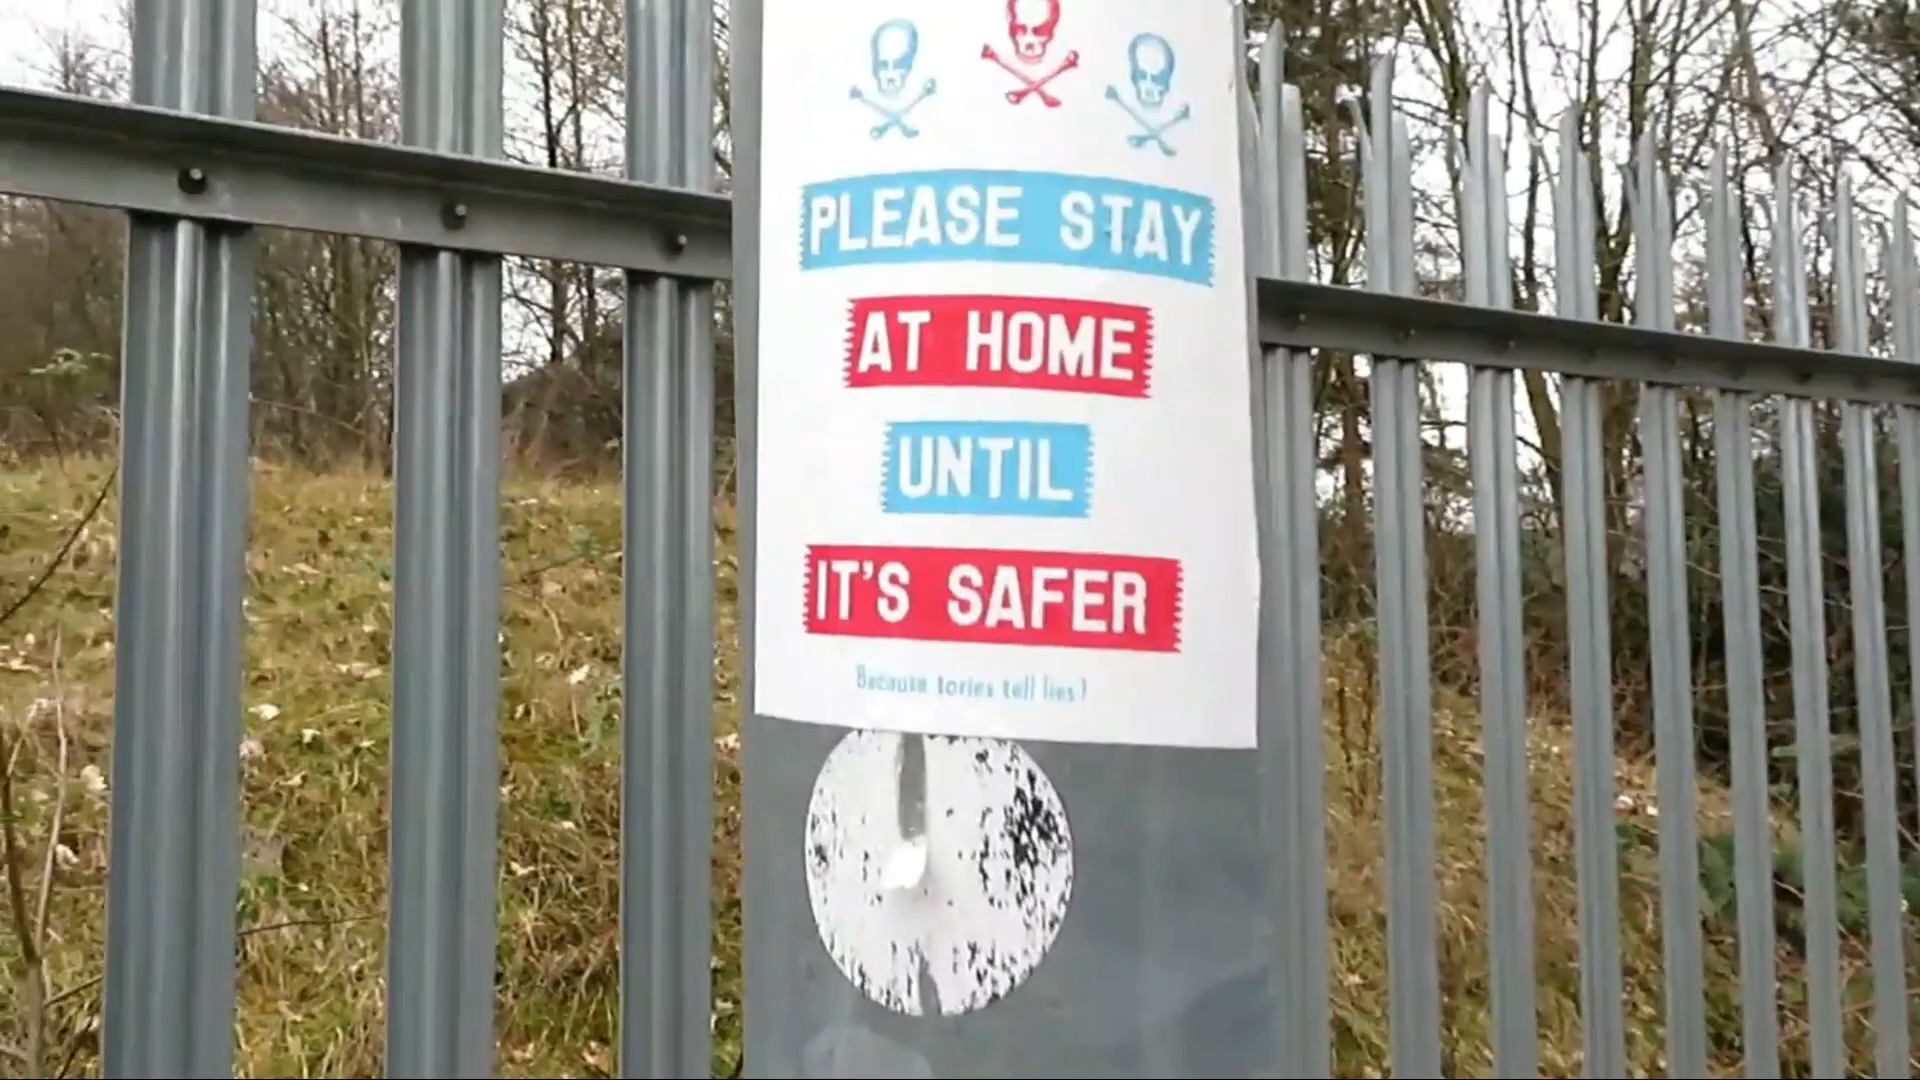 PLEASE STAY
AT HOME
UNTIL
IT'S SAFER
Because tories tell lies!